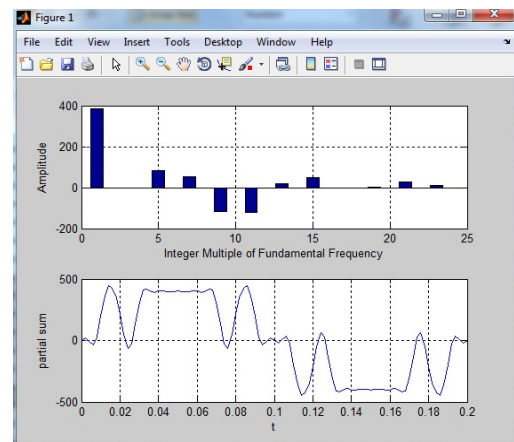 Figure 1
File Edit View Insert Tools Desktop Window Help
400
200
0
-200
Amplitude
0 5 10 15 20 25
Integer Multiple of Fundamental Frequency
500
0
-500
partial sum
0 0.02 0.04 0.06 0.08 0.1 0.12 0.14 0.16 0.18 0.2
t